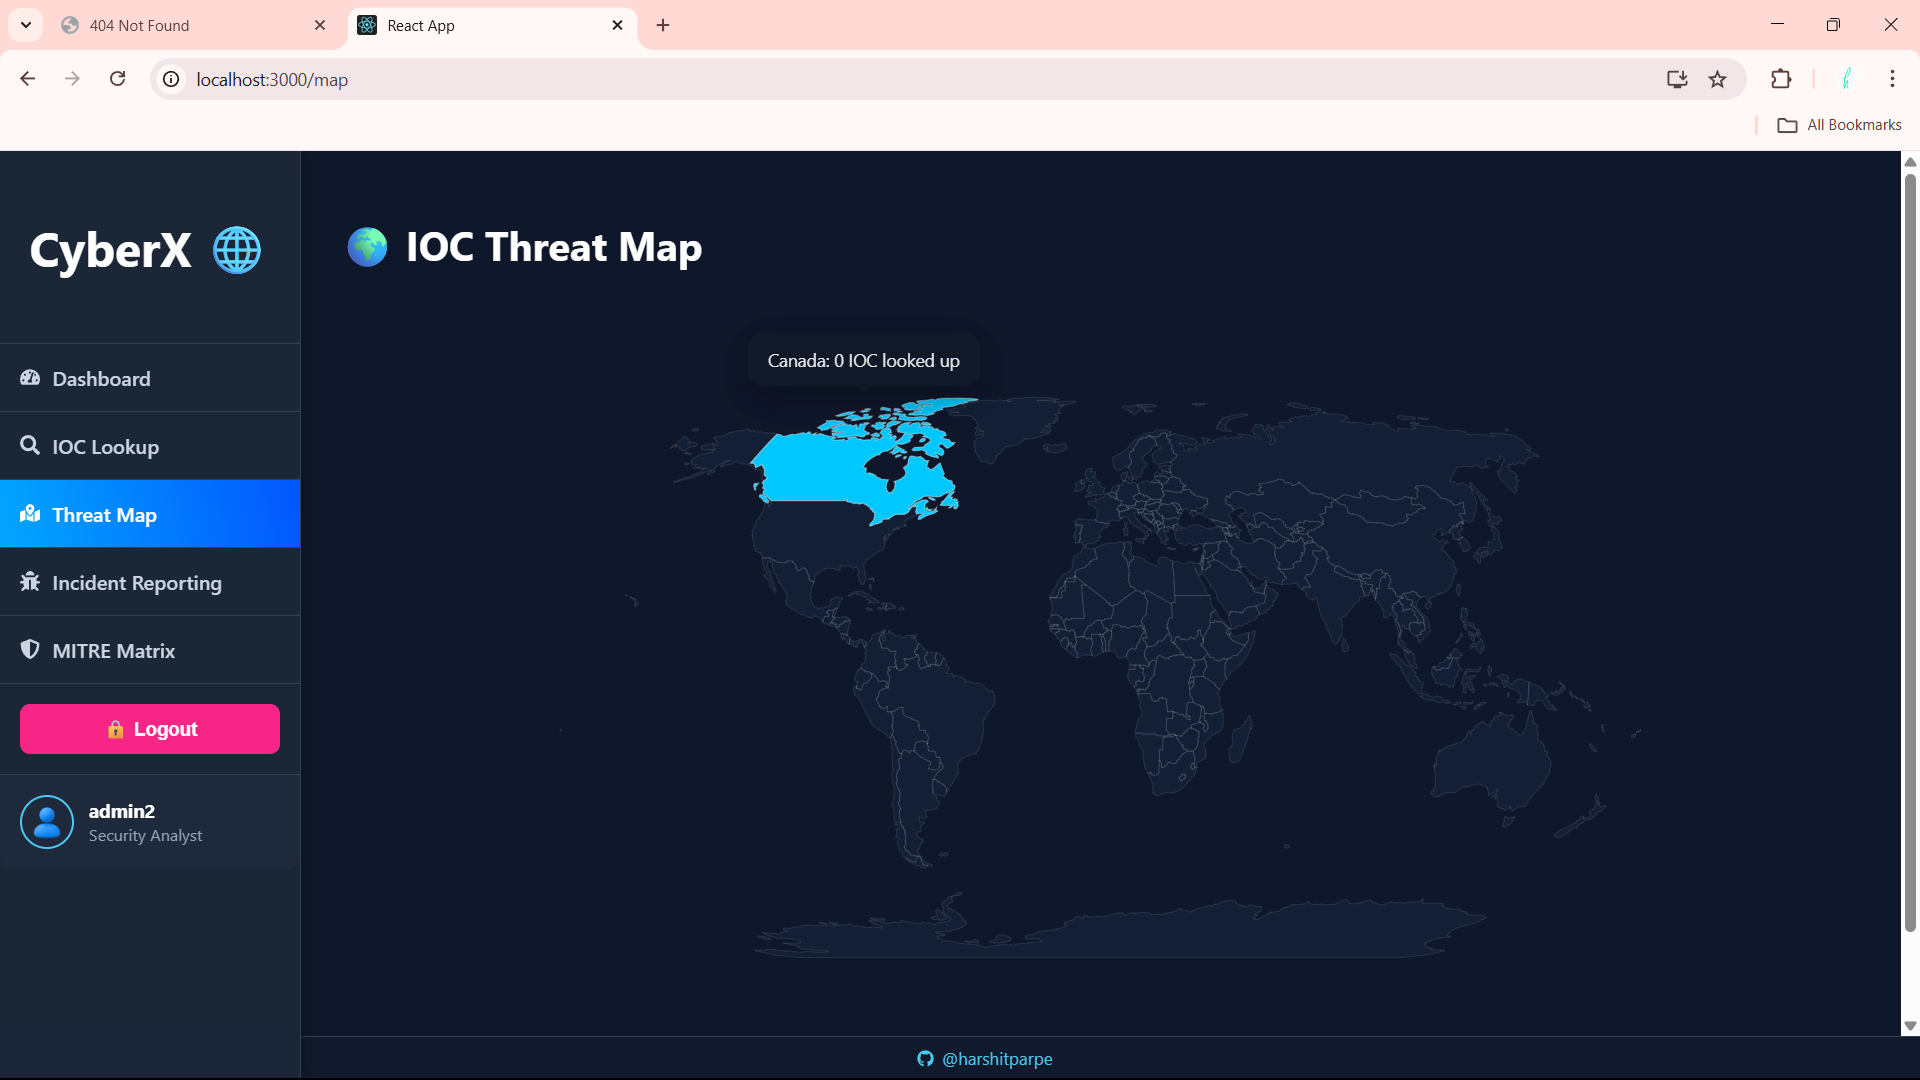 404 Not Found
React App
localhost:3000/map
All Bookmarks
CyberX
IOC Threat Map
Canada: 0 IOC looked up
Dashboard
IOC Lookup
Threat Map
Incident Reporting
MITRE Matrix
Logout
admin2
Security Analyst
@harshitparpe